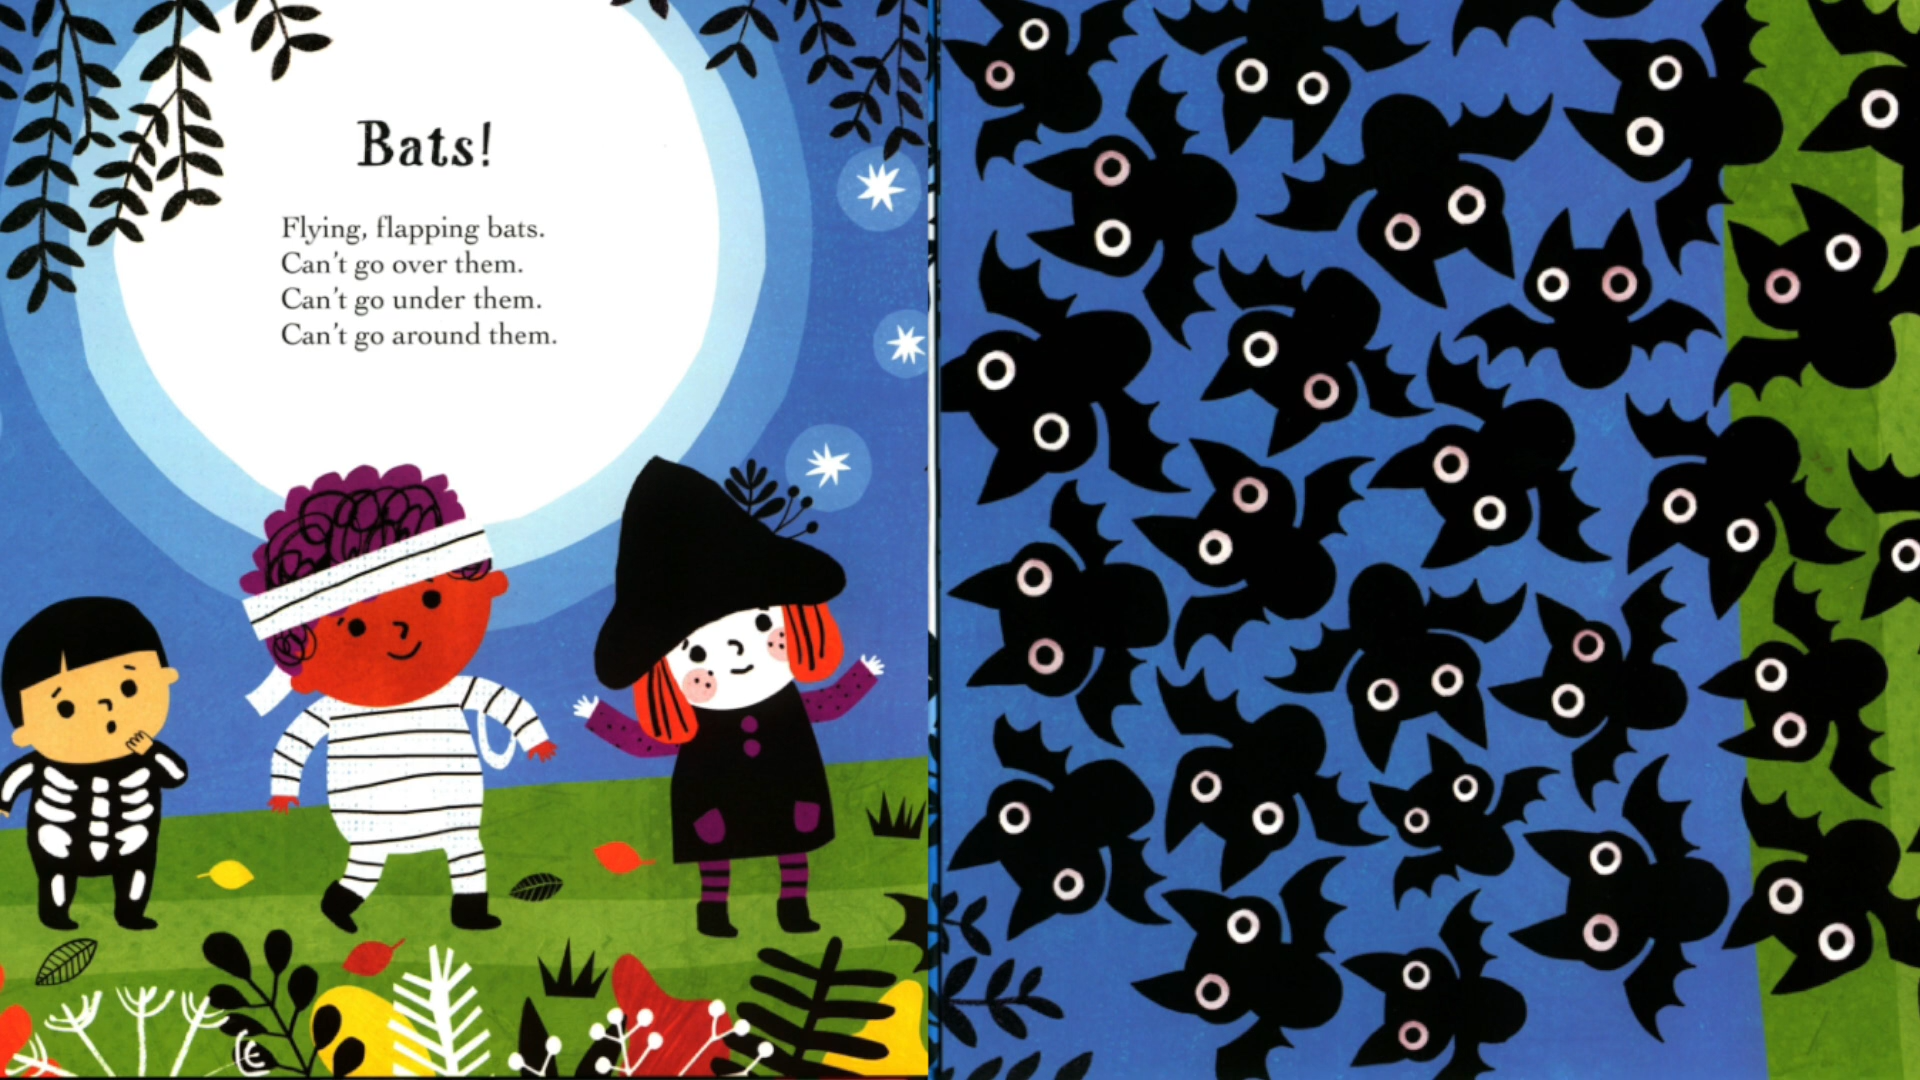 Bats!
Flying, flapping bats.
Can't go over them.
Can't go under them.
Can't go around them.